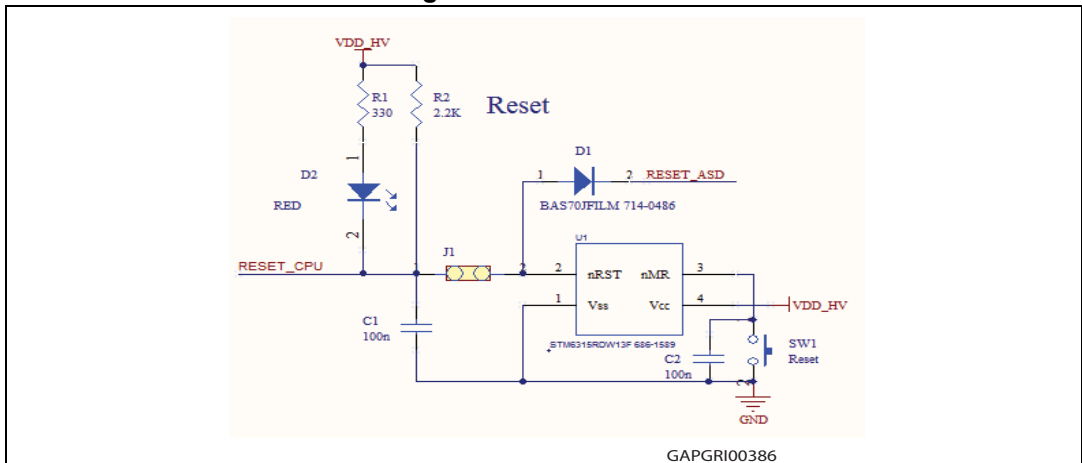 VDD_HV
R1
330
R2
2.2K
Reset
1
D2
RED
2
D1
1
2
RESET_ASD
BAS70JFILM 714-0486
RESET_CPU
J1
1
2
U1
2
nRST
nMR
3
1
Vss
Vcc
4
VDD_HV
C1
100n
STM6315RDW13F 686-1589
C2
100n
SW1
Reset
2
GND
GAPGRI00386